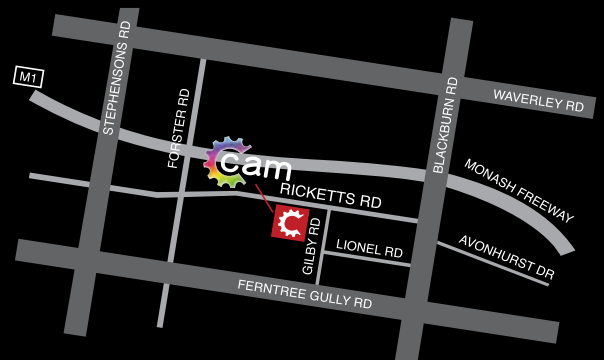 M1
STEPHENSONS RD
FORSTER RD
WAVERLEY RD
BLACKBURN RD
MONASH FREEWAY
cam
RICKETTS RD
GILBY RD
LIONEL RD
AVONHURST DR
FERNTREE GULLY RD